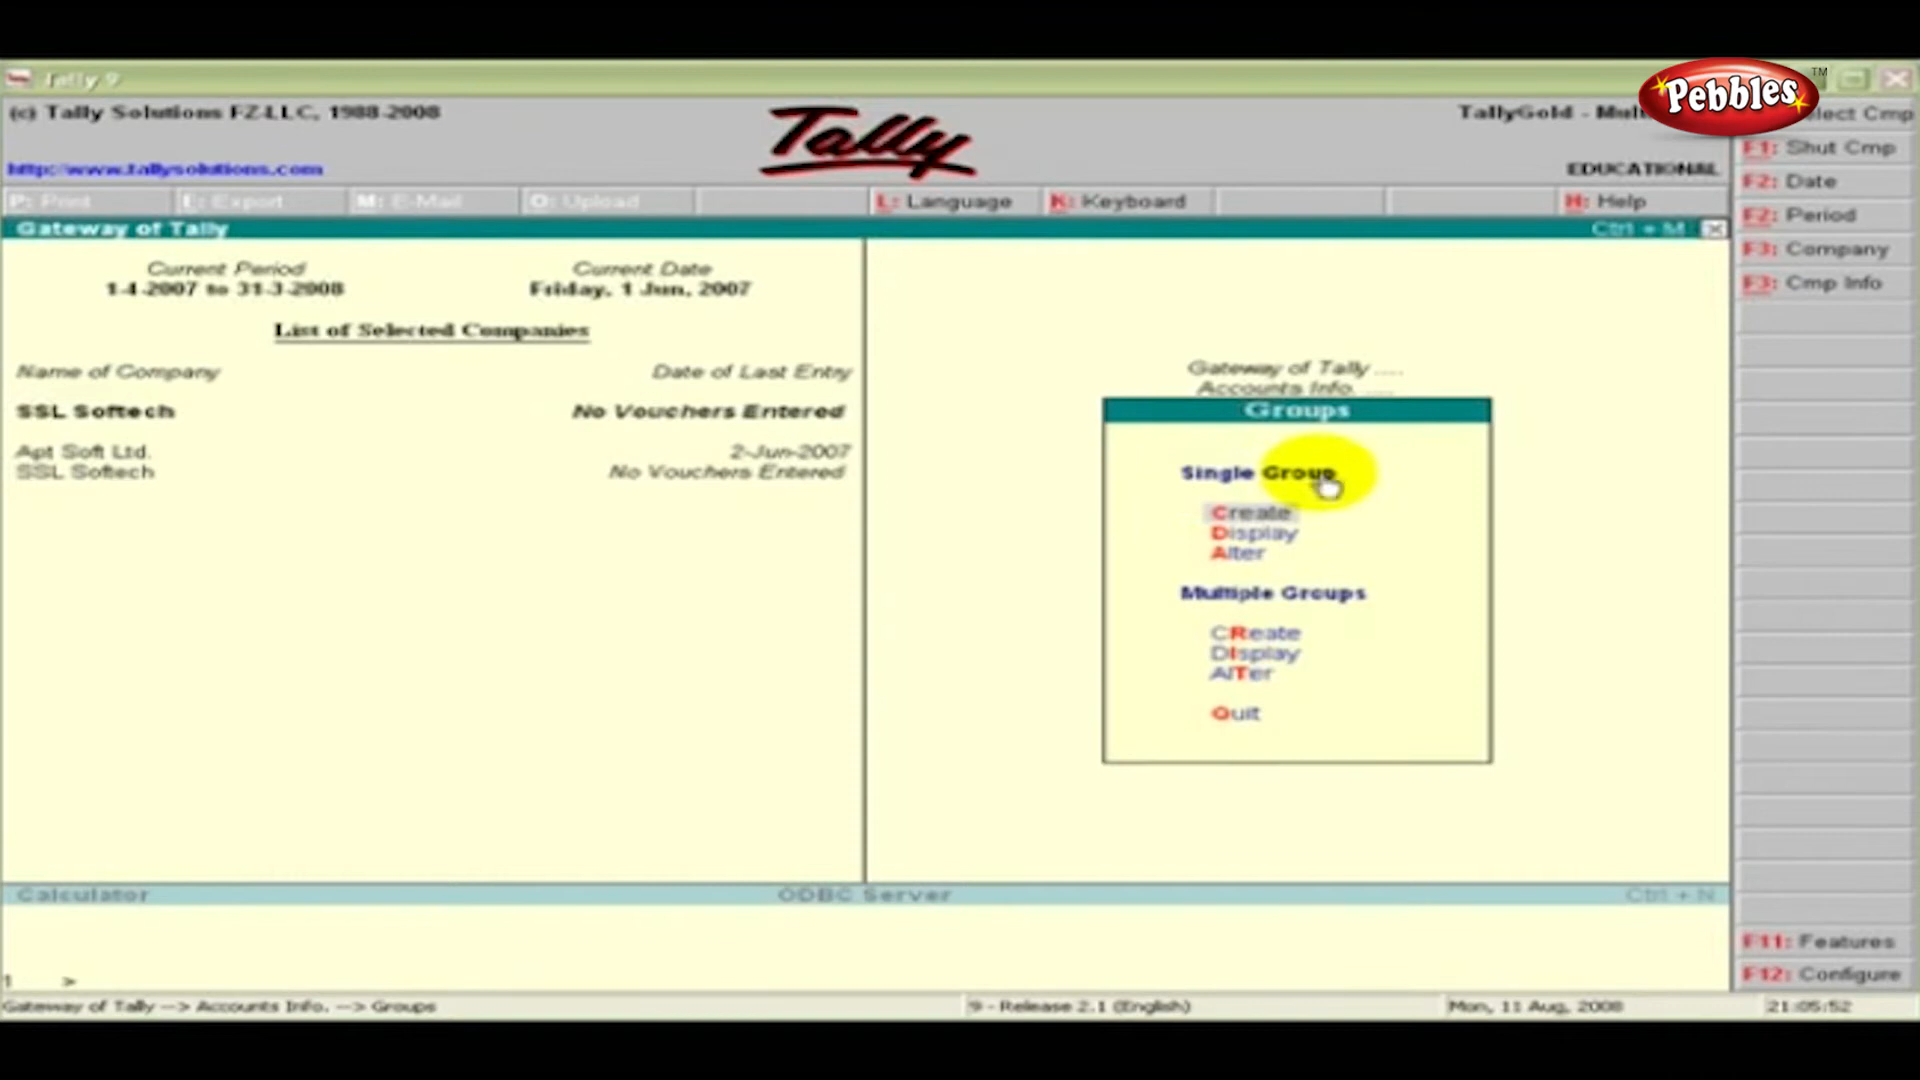 Tally 9
Pebbles™
(c) Tally Solutions FZ-LLC, 1988-2008
Tally
TallyGold -
http://www.tallysolutions.com
EDUCATIONAL
P: Print
E: Export
M: E-Mail
O: Upload
L: Language
K: Keyboard
H: Help
Cmp
F1: Shut Cmp
F2: Date
F2: Period
F3: Company
F3: Cmp Info
Gateway of Tally
Ctrl + M
Current Period
Current Date
1-4-2007 to 31-3-2008
Friday, 1 Jun, 2007
List of Selected Companies
Name of Company
Date of Last Entry
SSL Softech
No Vouchers Entered
Apt Soft Ltd.
2-Jun-2007
SSL Softech
No Vouchers Entered
Gateway of Tally ....
Accounts Info. ....
Groups
Single Group
Create
Display
Alter
Multiple Groups
CReate
DIsplay
AlTer
Quit
Calculator
ODBC Server
Ctrl + N
1 >
F11: Features
F12: Configure
Gateway of Tally --> Accounts Info. --> Groups
9 - Release 2.1 (English)
Mon, 11 Aug, 2008
21:05:52